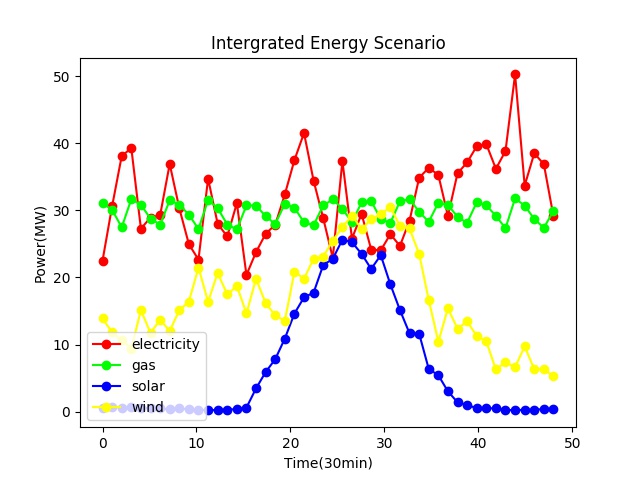 Intergrated Energy Scenario
Power(MW)
50
40
30
20
10
0
electricity
gas
solar
wind
0 10 20 30 40 50
Time(30min)